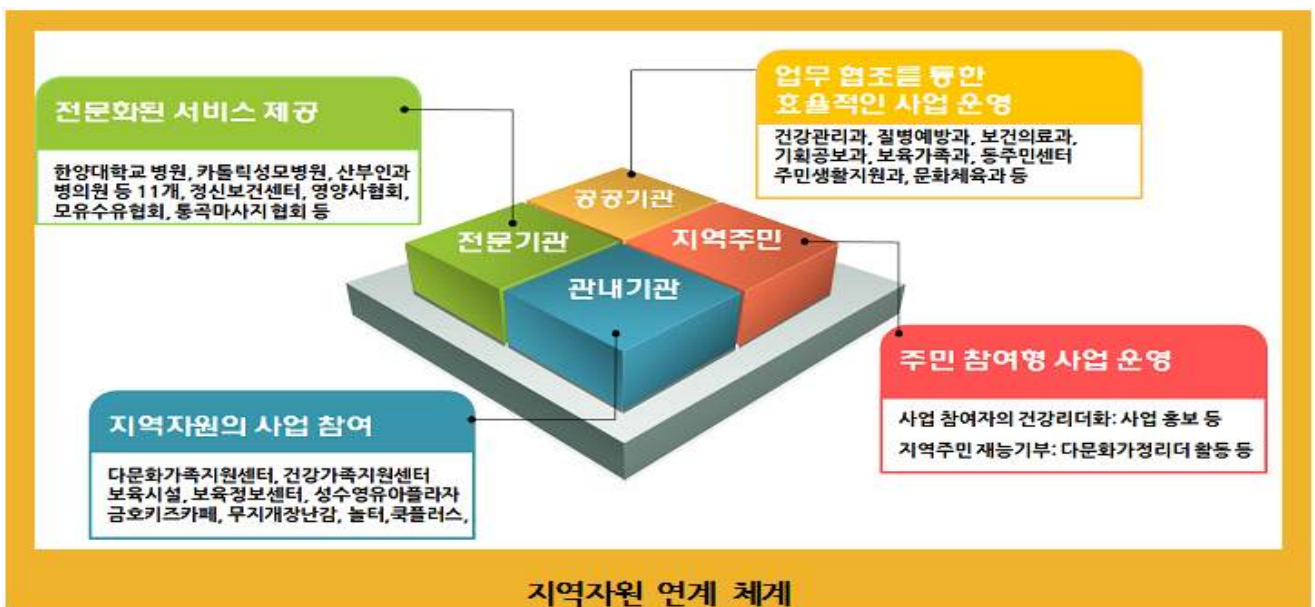 전문화된 서비스 제공
한양대학교 병원, 카톨릭성모병원, 산부인과
병의원 등 11개, 정신보건센터, 영양사협회,
모유수유협회, 통곡마사지 협회 등
업무 협조를 통한
효율적인 사업 운영
건강관리과, 질병예방과, 보건의료과,
기획공보과, 보육가족과, 동주민센터
주민생활지원과, 문화체육과 등
공공기관
전문기관
지역주민
관내기관
지역자원의 사업 참여
다문화가족지원센터, 건강가족지원센터
보육시설, 보육정보센터, 성수영유아플라자
금호키즈카페, 무지개장난감, 놀터,쿡플러스,
주민 참여형 사업 운영
사업 참여자의 건강리더화: 사업 홍보 등
지역주민 재능기부: 다문화가정리더 활동 등
지역자원 연계 체계